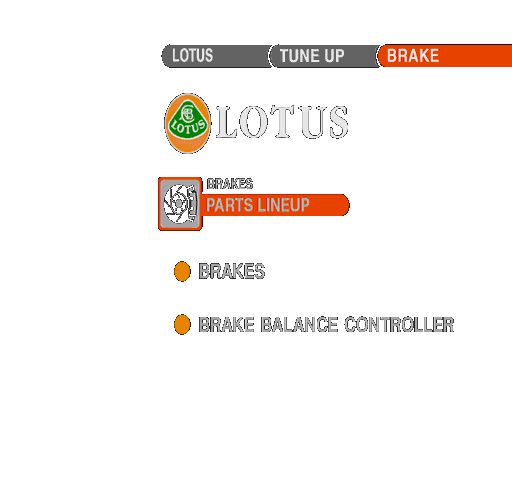 LOTUS TUNE UP BRAKE
LOTUS LOTUS
BRAKES
PARTS LINEUP
BRAKES
BRAKE BALANCE CONTROLLER